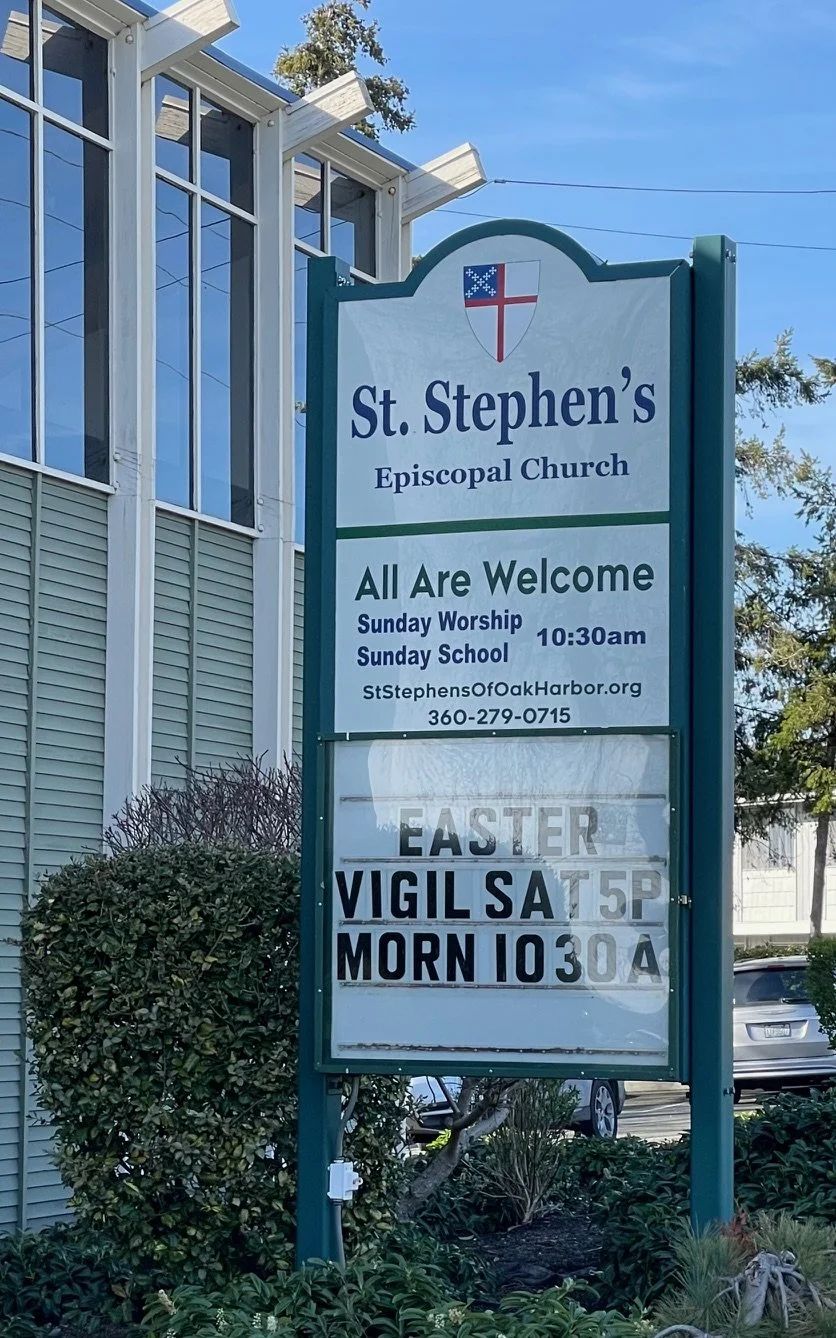 St. Stephen's
Episcopal Church
All Are Welcome
Sunday Worship
Sunday School 10:30am
StStephensOfOakHarbor.org
360-279-0715
EASTER
VIGIL SAT 5P
MORN 1030 A